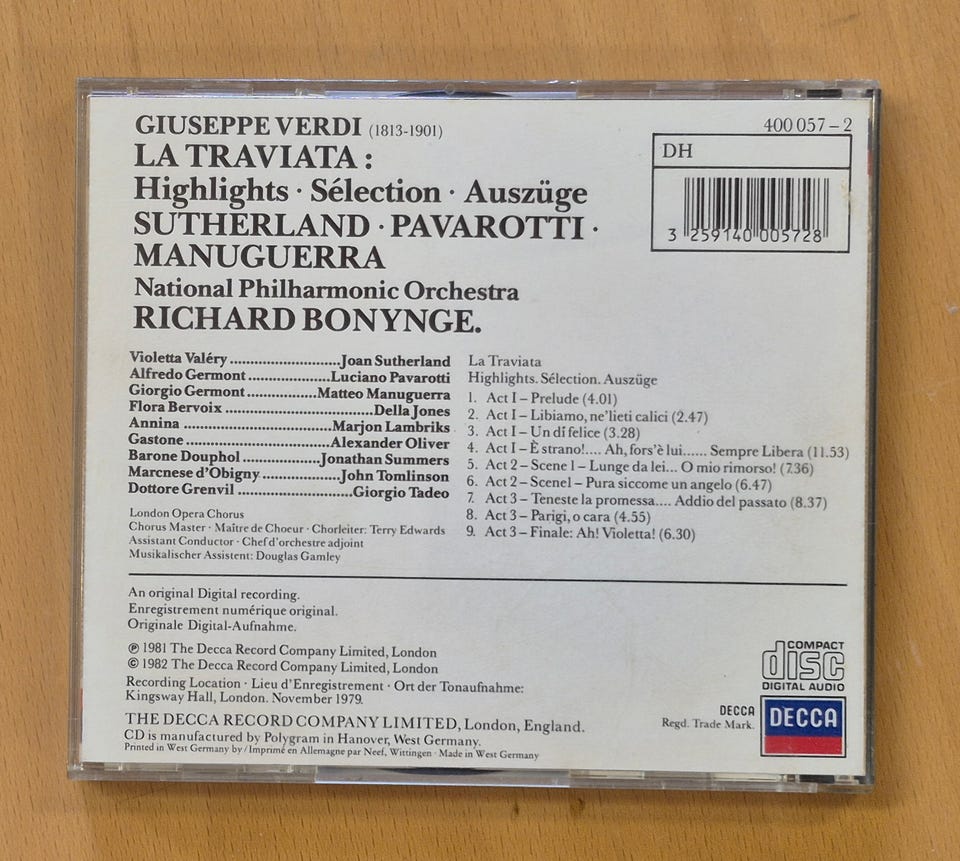 GIUSEPPE VERDI (1813-1901)
LA TRAVIATA :
Highlights · Sélection · Auszüge
SUTHERLAND · PAVAROTTI ·
MANUGUERRA
National Philharmonic Orchestra
RICHARD BONYNGE.
400 057 – 2
DH
3 259140 005728
Violetta Valéry ........................Joan Sutherland
Alfredo Germont ..................Luciano Pavarotti
Giorgio Germont ...............Matteo Manuguerra
Flora Bervoix .................................Della Jones
Annina .................................Marjon Lambriks
Gastone ................................Alexander Oliver
Barone Douphol ..................Jonathan Summers
Marcnese d'Obigny ..................John Tomlinson
Dottore Grenvil .........................Giorgio Tadeo
London Opera Chorus
Chorus Master · Maître de Choeur · Chorleiter: Terry Edwards
Assistant Conductor · Chef d'orchestre adjoint
Musikalischer Assistent: Douglas Gamley
La Traviata
Highlights. Sélection. Auszüge
1. Act I – Prelude (4.01)
2. Act I – Libiamo, ne'lieti calici (2.47)
3. Act I – Un dî felice (3.28)
4. Act I – È strano!.... Ah, fors'è lui...... Sempre Libera (11.53)
5. Act 2 – Scene I – Lunge da lei... O mio rimorso! (7.36)
6. Act 2 – SceneI – Pura siccome un angelo (6.47)
7. Act 3 – Teneste la promessa.... Addio del passato (8.37)
8. Act 3 – Parigi, o cara (4.55)
9. Act 3 – Finale: Ah! Violetta! (6.30)
An original Digital recording.
Enregistrement numérique original.
Originale Digital-Aufnahme.
℗ 1981 The Decca Record Company Limited, London
© 1982 The Decca Record Company Limited, London
Recording Location · Lieu d'Enregistrement · Ort der Tonaufnahme:
Kingsway Hall, London. November 1979.
THE DECCA RECORD COMPANY LIMITED, London, England.
CD is manufactured by Polygram in Hanover, West Germany.
Printed in West Germany by / Imprimé en Allemagne par Neef, Wittingen · Made in West Germany
COMPACT
disc
DIGITAL AUDIO
DECCA
Regd. Trade Mark.
DECCA